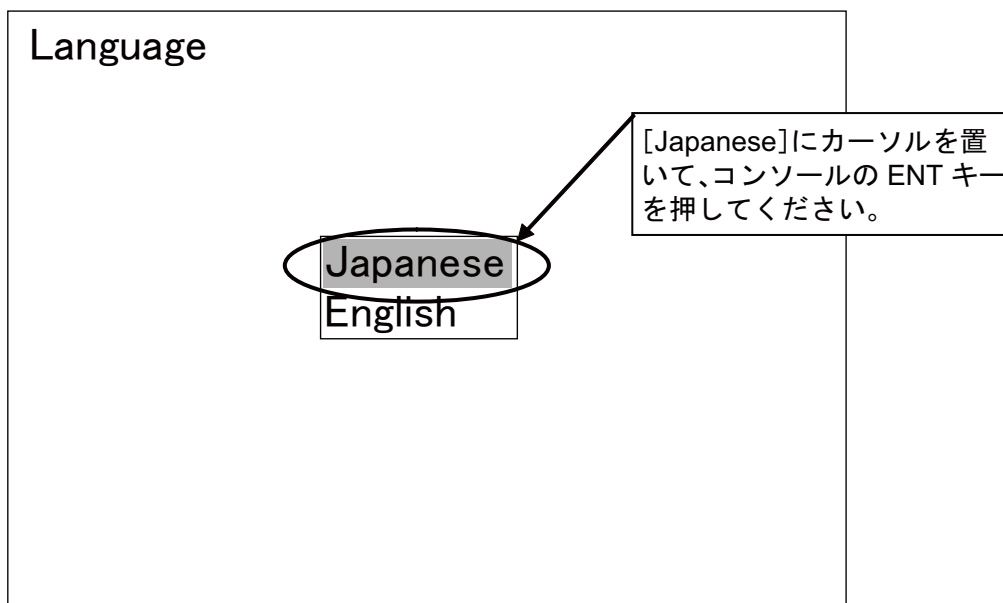 Language
[Japanese]にカーソルを置
いて、コンソールの ENT キー
を押してください。
Japanese
English